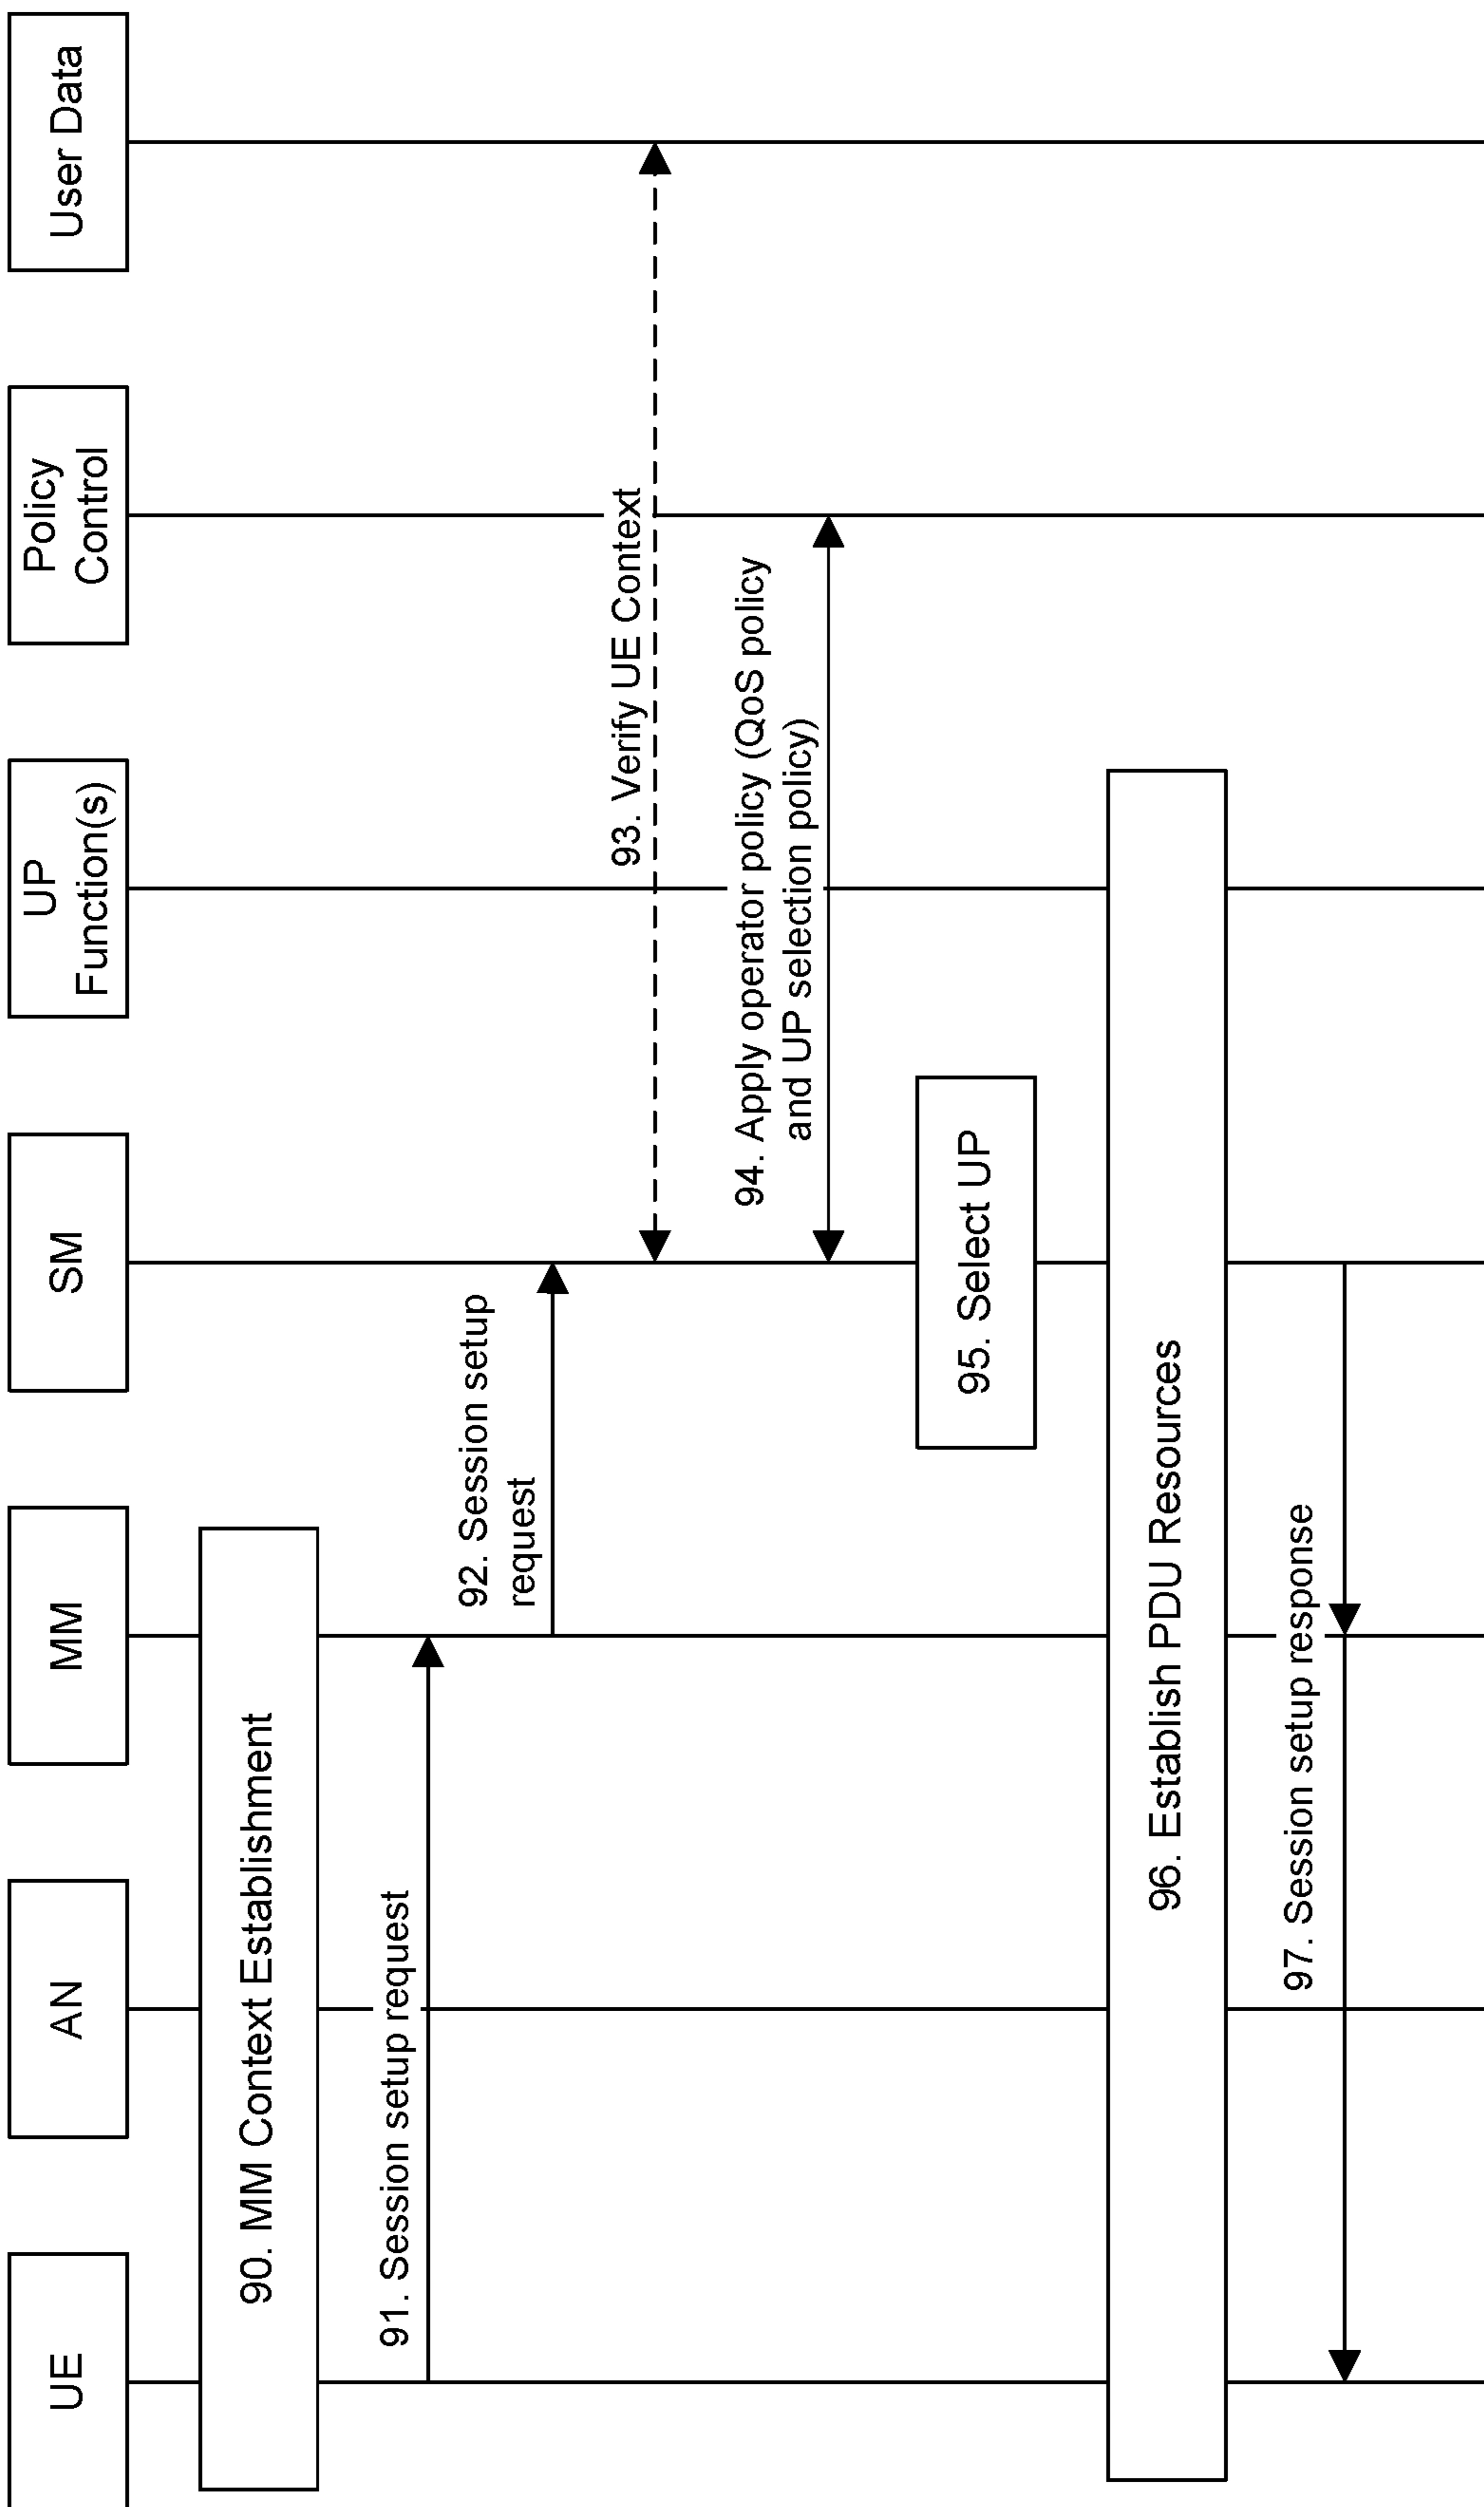 UE
AN
MM
SM
UP
Function(s)
Policy
Control
User Data
90. MM Context Establishment
91. Session setup request
92. Session setup
request
93. Verify UE Context
94. Apply operator policy (QoS policy
and UP selection policy)
95. Select UP
96. Establish PDU Resources
97. Session setup response